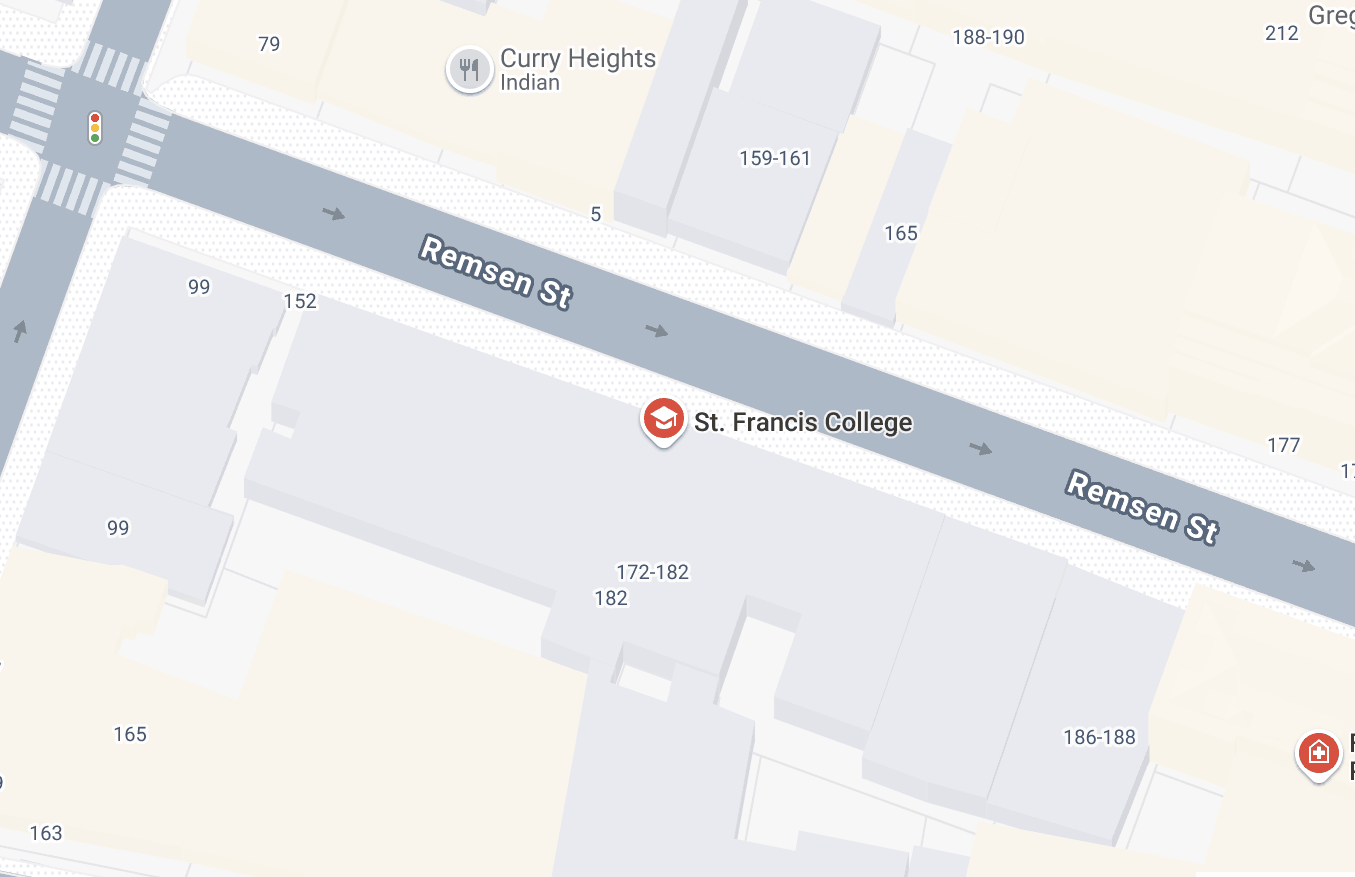 Greg
212
188-190
79
Curry Heights
Indian
159-161
5
165
Remsen St
99
152
St. Francis College
177
Remsen St
99
172-182
182
186-188
165
163